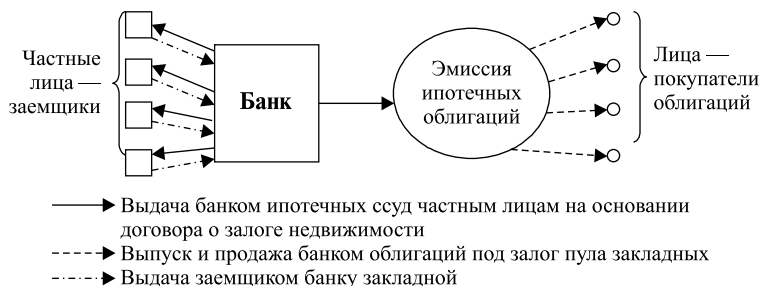 Частные
лица —
заемщики
Банк
Эмиссия
ипотечных
облигаций
Лица —
покупатели
облигаций
Выдача банком ипотечных ссуд частным лицам на основании
договора о залоге недвижимости
Выпуск и продажа банком облигаций под залог пула закладных
Выдача заемщиком банку закладной